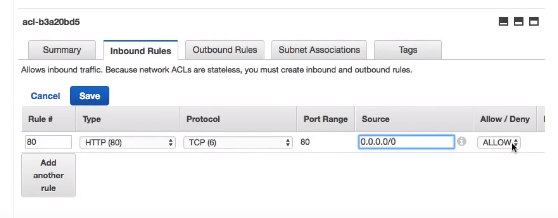 acl-b3a20bd5
Summary Inbound Rules Outbound Rules Subnet Associations Tags
Allows inbound traffic. Because network ACLs are stateless, you must create inbound and outbound rules.
Cancel Save
Rule # Type Protocol Port Range Source Allow / Deny
80 HTTP (80) TCP (6) 80 0.0.0.0/0 ALLOW
Add
another
rule